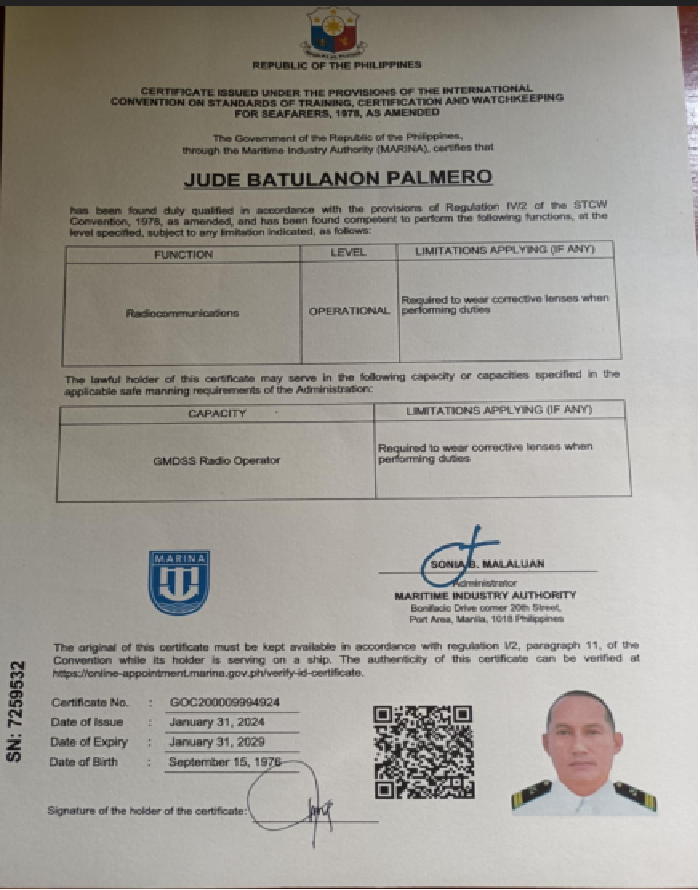 REPUBLIC OF THE PHILIPPINES
CERTIFICATE ISSUED UNDER THE PROVISIONS OF THE INTERNATIONAL
CONVENTION ON STANDARDS OF TRAINING, CERTIFICATION AND WATCHKEEPING
FOR SEAFARERS, 1978, AS AMENDED
The Government of the Republic of the Philippines,
through the Maritime Industry Authority (MARINA), certifies that
JUDE BATULANON PALMERO
has been found duly qualified in accordance with the provisions of Regulation IV/2 of the STCW
Convention, 1978, as amended, and has been found competent to perform the following functions, at the
level specified, subject to any limitation indicated, as follows:
FUNCTION LEVEL LIMITATIONS APPLYING (IF ANY)
Radiocommunications OPERATIONAL Required to wear corrective lenses when
performing duties
The lawful holder of this certificate may serve in the following capacity or capacities specified in the
applicable safe manning requirements of the Administration:
CAPACITY LIMITATIONS APPLYING (IF ANY)
GMDSS Radio Operator Required to wear corrective lenses when
performing duties
MARINA
SONIA B. MALALUAN
Administrator
MARITIME INDUSTRY AUTHORITY
Bonifacio Drive corner 20th Street,
Port Area, Manila, 1018 Philippines
The original of this certificate must be kept available in accordance with regulation I/2, paragraph 11, of the
Convention while its holder is serving on a ship. The authenticity of this certificate can be verified at
https://online-appointment.marina.gov.ph/verify-id-certificate.
SN: 7259532
Certificate No. : GOC200009994924
Date of Issue : January 31, 2024
Date of Expiry : January 31, 2029
Date of Birth : September 15, 1976
Signature of the holder of the certificate: